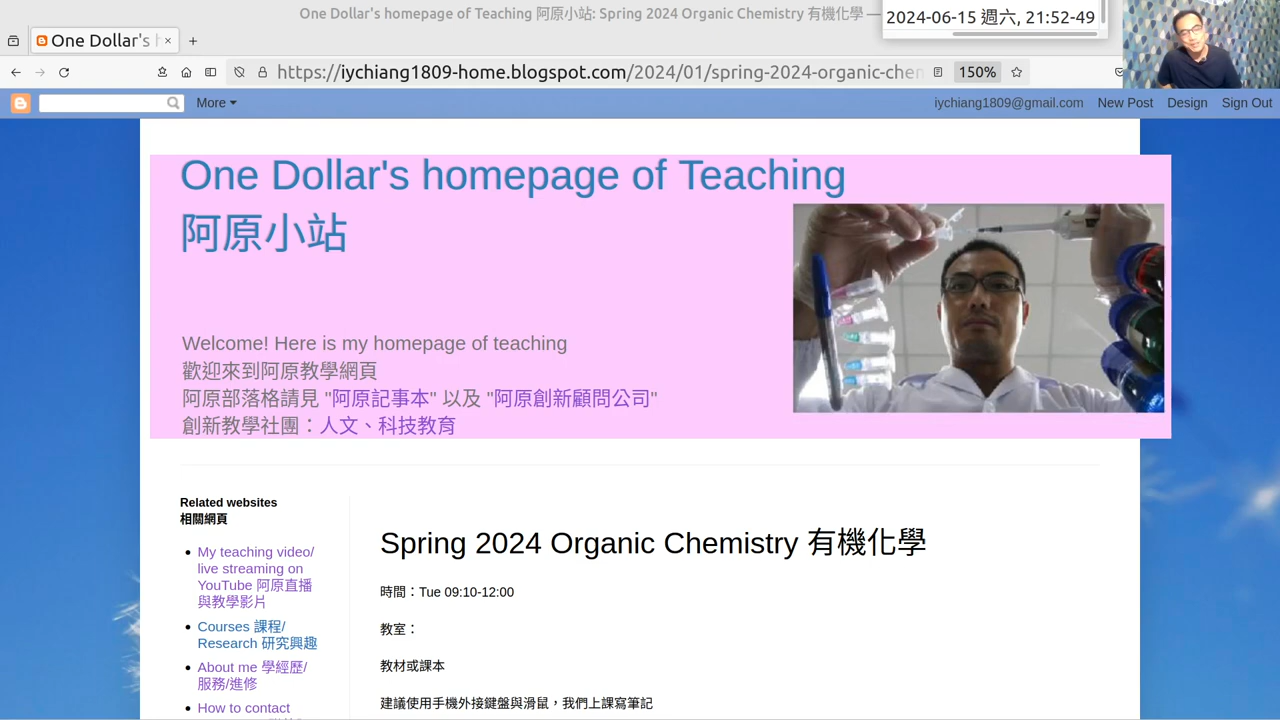 One Dollar's homepage of Teaching 阿原小站: Spring 2024 Organic Chemistry 有機化學 —
2024-06-15 週六, 21:52-49
One Dollar's
https://iychiang1809-home.blogspot.com/2024/01/spring-2024-organic-chen
150%
More
iychiang1809@gmail.com New Post Design Sign Out
One Dollar's homepage of Teaching
阿原小站
Welcome! Here is my homepage of teaching
歡迎來到阿原教學網頁
阿原部落格請見 "阿原記事本" 以及 "阿原創新顧問公司"
創新教學社團：人文、科技教育
Related websites
相關網頁
My teaching video/
live streaming on
YouTube 阿原直播
與教學影片
Courses 課程/
Research 研究興趣
About me 學經歷/
服務/進修
How to contact
Spring 2024 Organic Chemistry 有機化學
時間：Tue 09:10-12:00
教室：
教材或課本
建議使用手機外接鍵盤與滑鼠，我們上課寫筆記